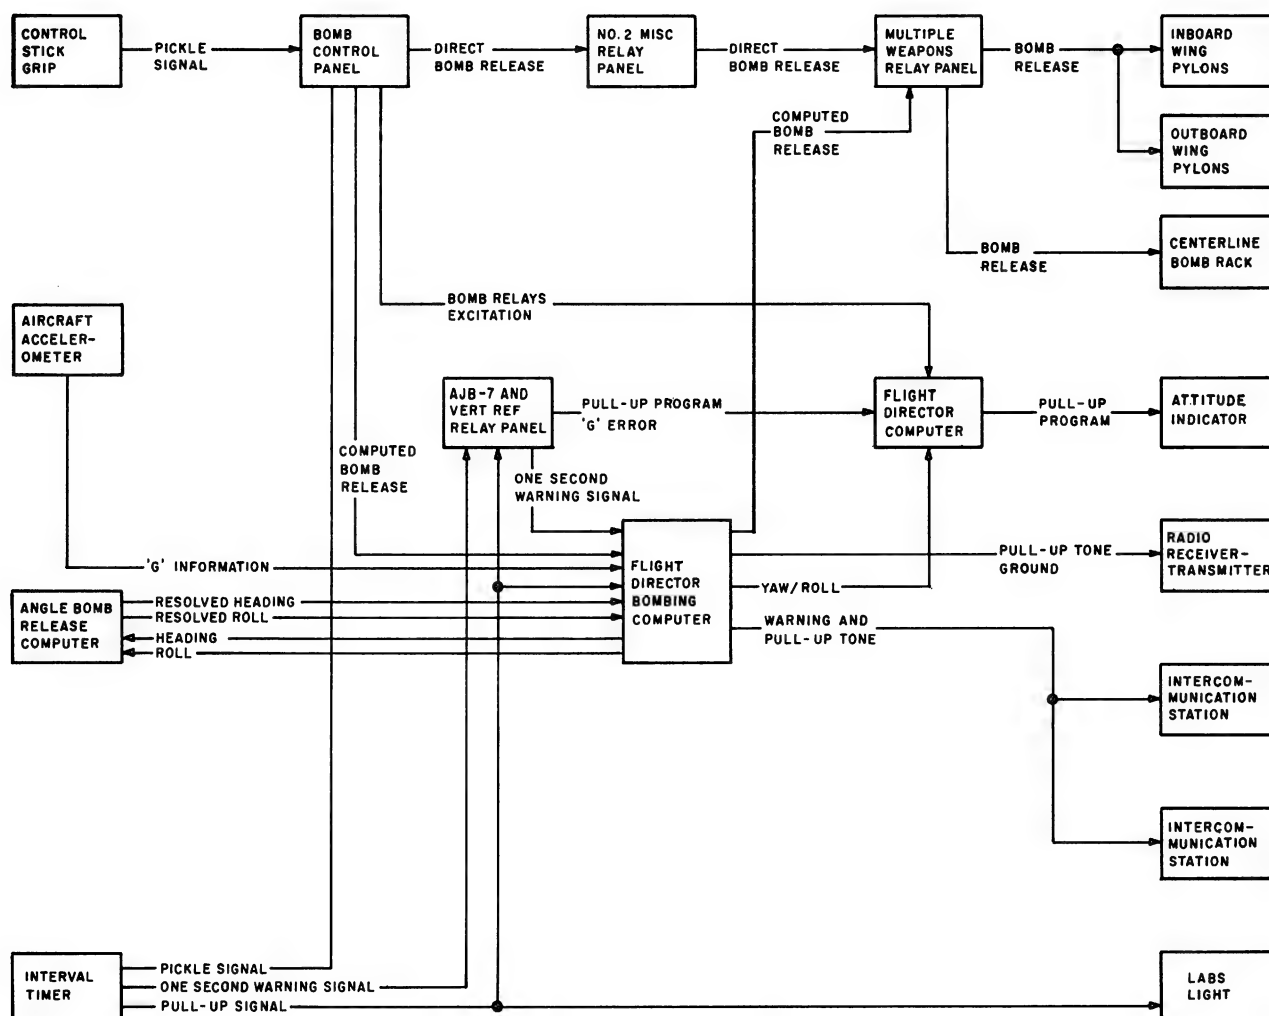 CONTROL
STICK
GRIP
PICKLE
SIGNAL
BOMB
CONTROL
PANEL
DIRECT
BOMB RELEASE
NO. 2 MISC
RELAY
PANEL
DIRECT
BOMB RELEASE
MULTIPLE
WEAPONS
RELAY PANEL
BOMB
RELEASE
INBOARD
WING
PYLONS
COMPUTED
BOMB
RELEASE
OUTBOARD
WING
PYLONS
BOMB
RELEASE
CENTERLINE
BOMB RACK
BOMB RELAYS
EXCITATION
AIRCRAFT
ACCELER-
OMETER
AJB-7 AND
VERT REF
RELAY PANEL
PULL-UP PROGRAM
'G' ERROR
FLIGHT
DIRECTOR
COMPUTER
PULL-UP
PROGRAM
ATTITUDE
INDICATOR
COMPUTED
BOMB
RELEASE
ONE SECOND
WARNING SIGNAL
'G' INFORMATION
FLIGHT
DIRECTOR
BOMBING
COMPUTER
PULL-UP TONE
GROUND
RADIO
RECEIVER-
TRANSMITTER
ANGLE BOMB
RELEASE
COMPUTER
RESOLVED HEADING
RESOLVED ROLL
HEADING
ROLL
YAW/ROLL
WARNING AND
PULL-UP TONE
INTERCOM-
MUNICATION
STATION
INTERCOM-
MUNICATION
STATION
INTERVAL
TIMER
PICKLE SIGNAL
ONE SECOND WARNING SIGNAL
PULL-UP SIGNAL
LABS
LIGHT